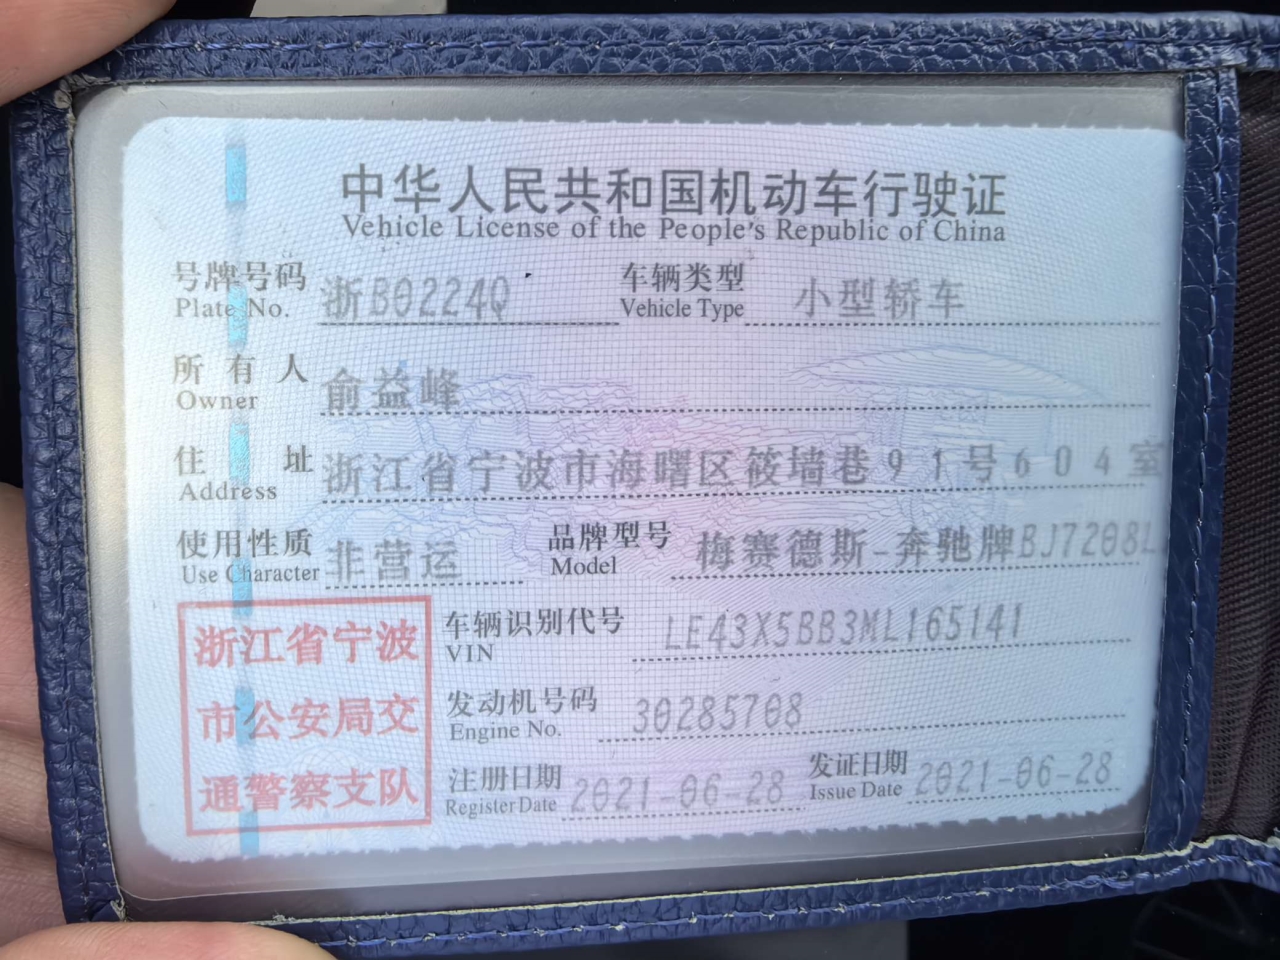 中华人民共和国机动车行驶证
Vehicle License of the People's Republic of China
号牌号码 浙B0224Q 车辆类型 小型轿车
Plate No. Vehicle Type
所有人 俞益峰
Owner
住址 浙江省宁波市海曙区筱墙巷91号604室
Address
使用性质 非营运 品牌型号 梅赛德斯-奔驰牌BJ7208L
Use Character Model
车辆识别代号 LE43X5BB3ML165141
VIN
发动机号码 30285708
Engine No.
注册日期 2021-06-28 发证日期 2021-06-28
Register Date Issue Date
浙江省宁波
市公安局交
通警察支队